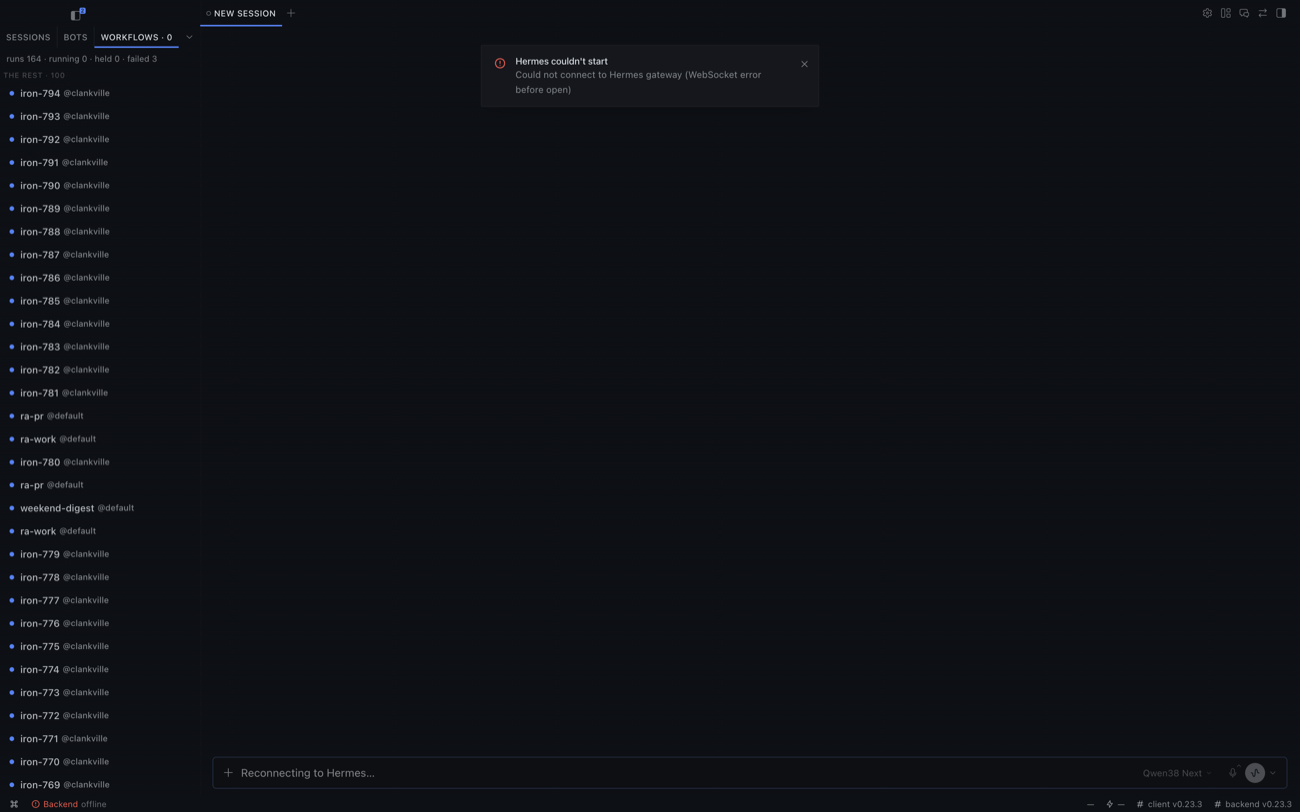 2
NEW SESSION
SESSIONS BOTS WORKFLOWS · 0
runs 164 · running 0 · held 0 · failed 3
THE REST · 100
iron-794 @clankville
iron-793 @clankville
iron-792 @clankville
iron-791 @clankville
iron-790 @clankville
iron-789 @clankville
iron-788 @clankville
iron-787 @clankville
iron-786 @clankville
iron-785 @clankville
iron-784 @clankville
iron-783 @clankville
iron-782 @clankville
iron-781 @clankville
ra-pr @default
ra-work @default
iron-780 @clankville
ra-pr @default
weekend-digest @default
ra-work @default
iron-779 @clankville
iron-778 @clankville
iron-777 @clankville
iron-776 @clankville
iron-775 @clankville
iron-774 @clankville
iron-773 @clankville
iron-772 @clankville
iron-771 @clankville
iron-770 @clankville
iron-769 @clankville
Hermes couldn't start
Could not connect to Hermes gateway (WebSocket error
before open)
Reconnecting to Hermes...
Qwen38 Next
Backend offline
— — # client v0.23.3 # backend v0.23.3